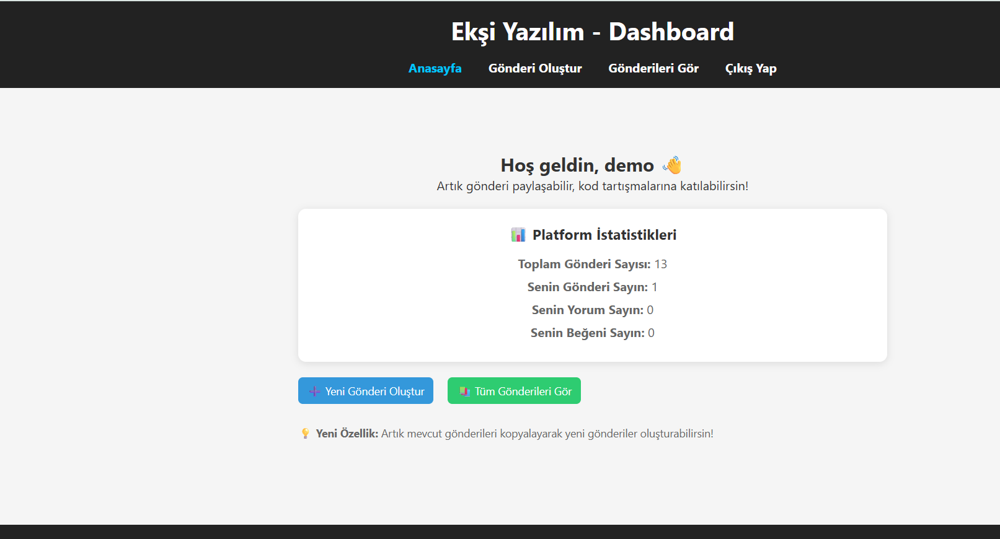 Ekşi Yazılım - Dashboard
Anasayfa Gönderi Oluştur Gönderileri Gör Çıkış Yap
Hoş geldin, demo 👋
Artık gönderi paylaşabilir, kod tartışmalarına katılabilirsin!
📊 Platform İstatistikleri
Toplam Gönderi Sayısı: 13
Senin Gönderi Sayın: 1
Senin Yorum Sayın: 0
Senin Beğeni Sayın: 0
➕ Yeni Gönderi Oluştur Tüm Gönderileri Gör
💡 Yeni Özellik: Artık mevcut gönderileri kopyalayarak yeni gönderiler oluşturabilirsin!